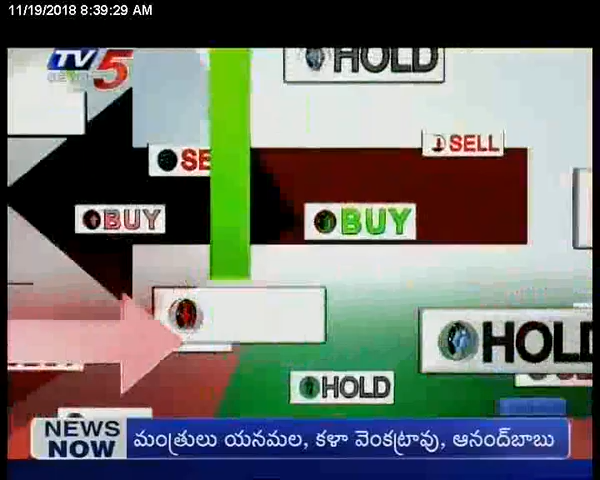 11/19/2018 8:39:29 AM
TV5
HOLD
SELL
SE
BUY
BUY
HOLD
HOLD
NEWS NOW
మంత్రులు యనమల, కళా వెంకట్రావు, ఆనంద్‌బాబు